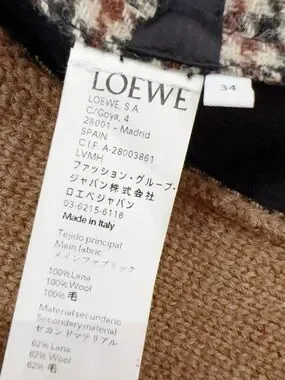 LOEWE
34
LOEWE, S.A.
C/Goya, 4
28001 - Madrid
SPAIN
C.I.F. A-28003861
LVMH
ファッション・グループ・
ジャパン株式会社
ロエベジャパン
03-6215-6116
Made in Italy
Tejido principal
Main fabric
メインファブリック
100% Lana
100% Wool
100% 毛
Material secundario
Secondary material
セカンドマテリアル
62% Lana
62% Wool
62% 毛